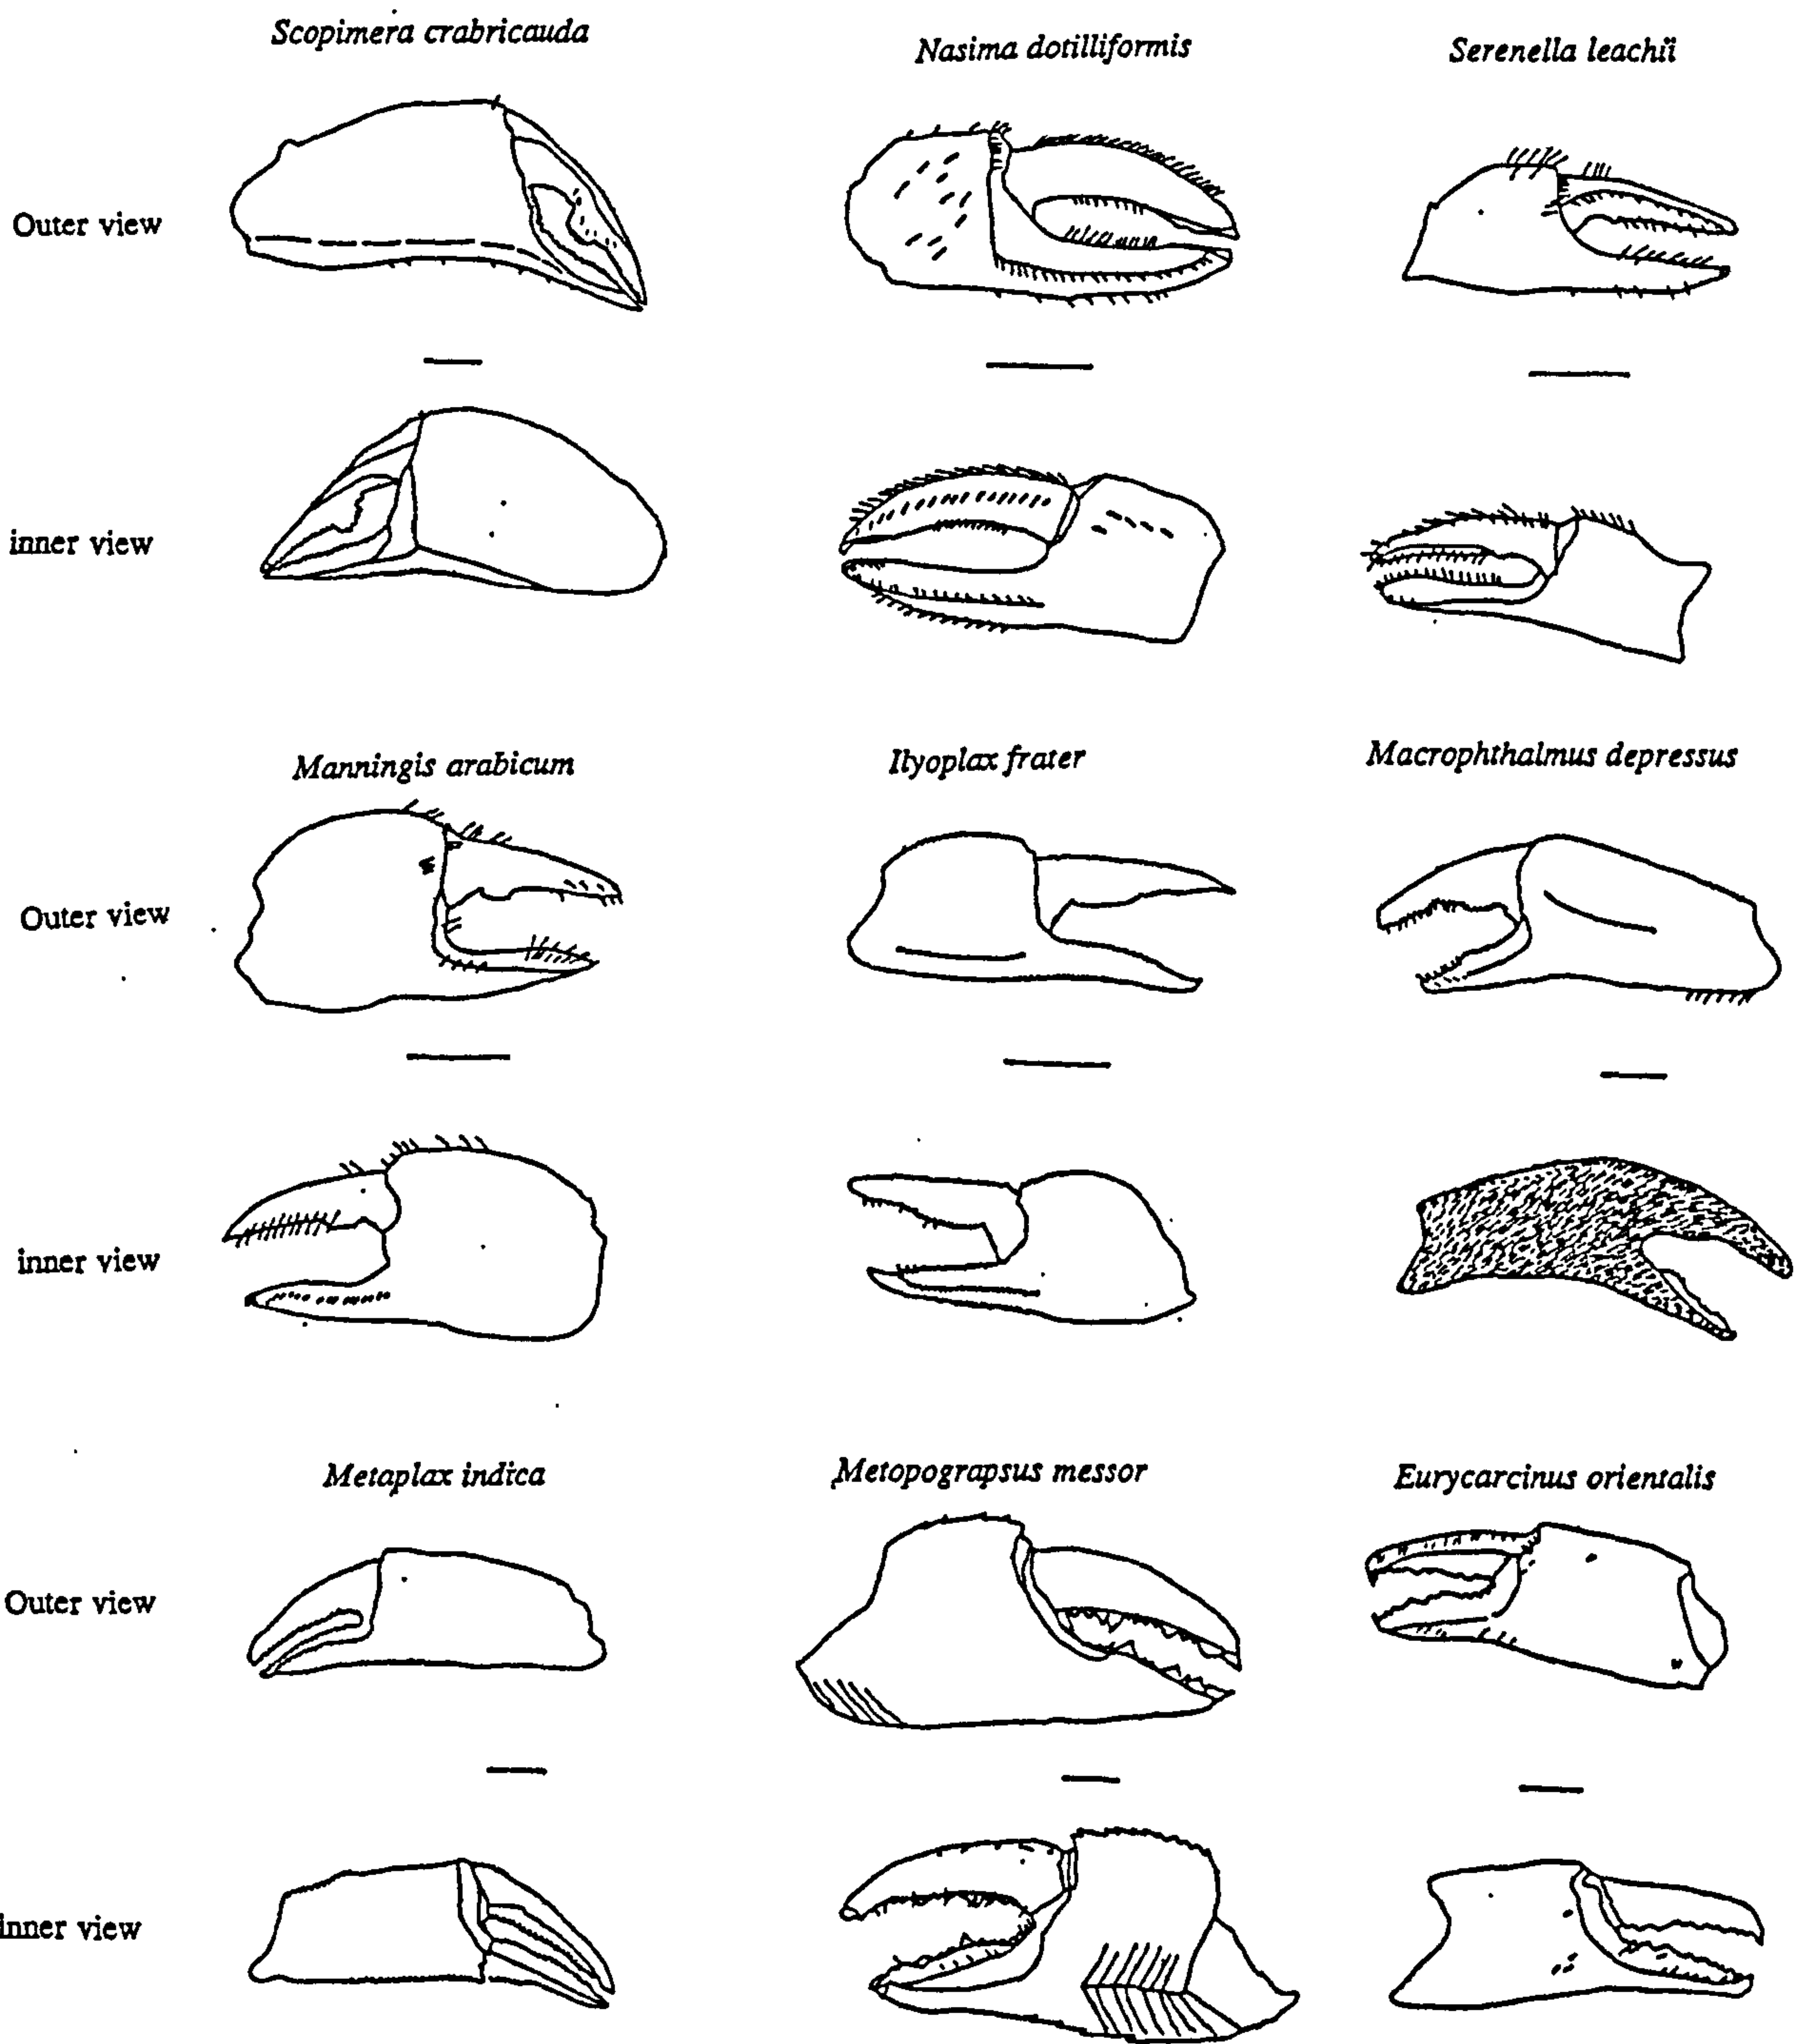 Scopimera crabricauda
Nasima dotilliformis
Serenella leachii
Outer view
inner view
Manningis arabicum
Ilyoplax frater
Macrophthalmus depressus
Outer view
inner view
Metaplax indica
Metopograpsus messor
Eurycarcinus orientalis
Outer view
inner view